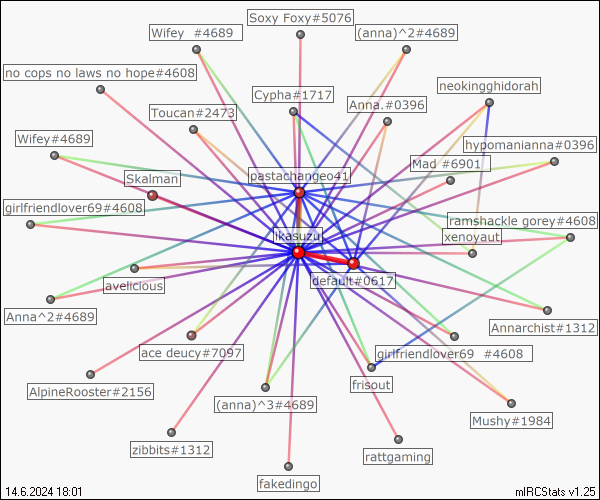 Soxy Foxy#5076
Wifey  #4689
(anna)^2#4689
no cops no laws no hope#4608
neokingghidorah
Cypha#1717
Anna.#0396
Toucan#2473
Wifey#4689
hypomanianna#0396
Mad #6901
pastachangeo41
Skalman
girlfriendlover69#4608
ramshackle gorey#4608
ikasuzu
xenoyaut
default#0617
avelicious
Anna^2#4689
Annarchist#1312
ace deucy#7097
girlfriendlover69  #4608
frisout
AlpineRooster#2156
(anna)^3#4689
Mushy#1984
zibbits#1312
rattgaming
fakedingo
14.6.2024 18:01
mIRCStats v1.25